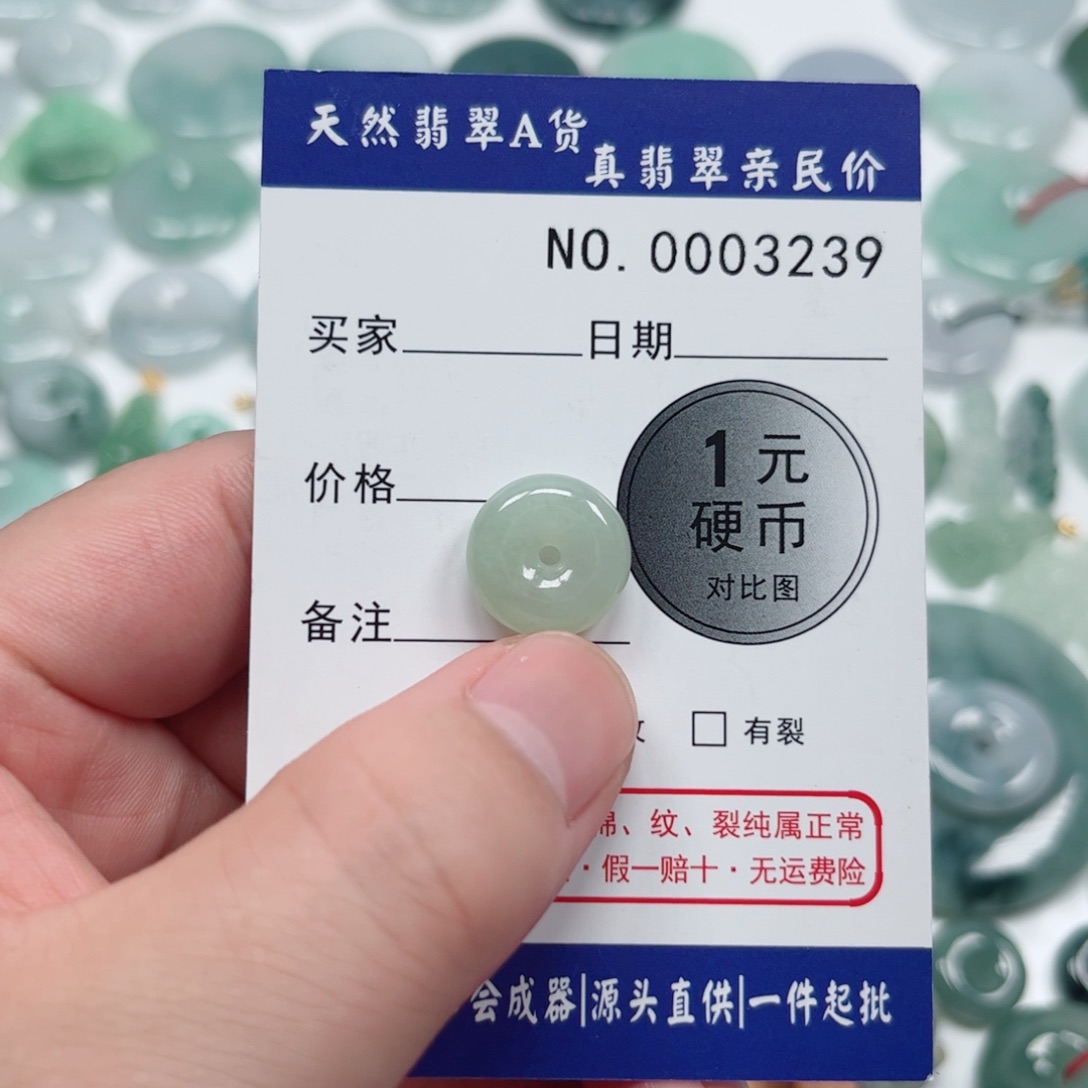 天然翡翠A货
真翡翠亲民价
NO. 0003239
买家 日期
价格
1元
硬币
对比图
备注
有裂
、纹、裂纯属正常
·假一赔十·无运费险
会成器|源头直供|一件起批